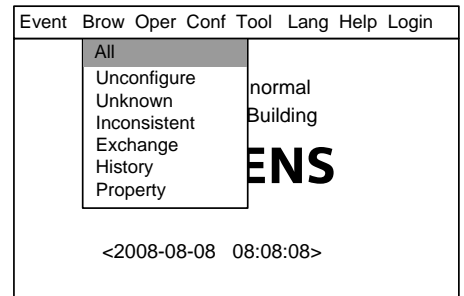 Event Brow Oper Conf Tool Lang Help Login
All
Unconfigure
Unknown
Inconsistent
Exchange
History
Property
normal
Building
ENS
<2008-08-08 08:08:08>